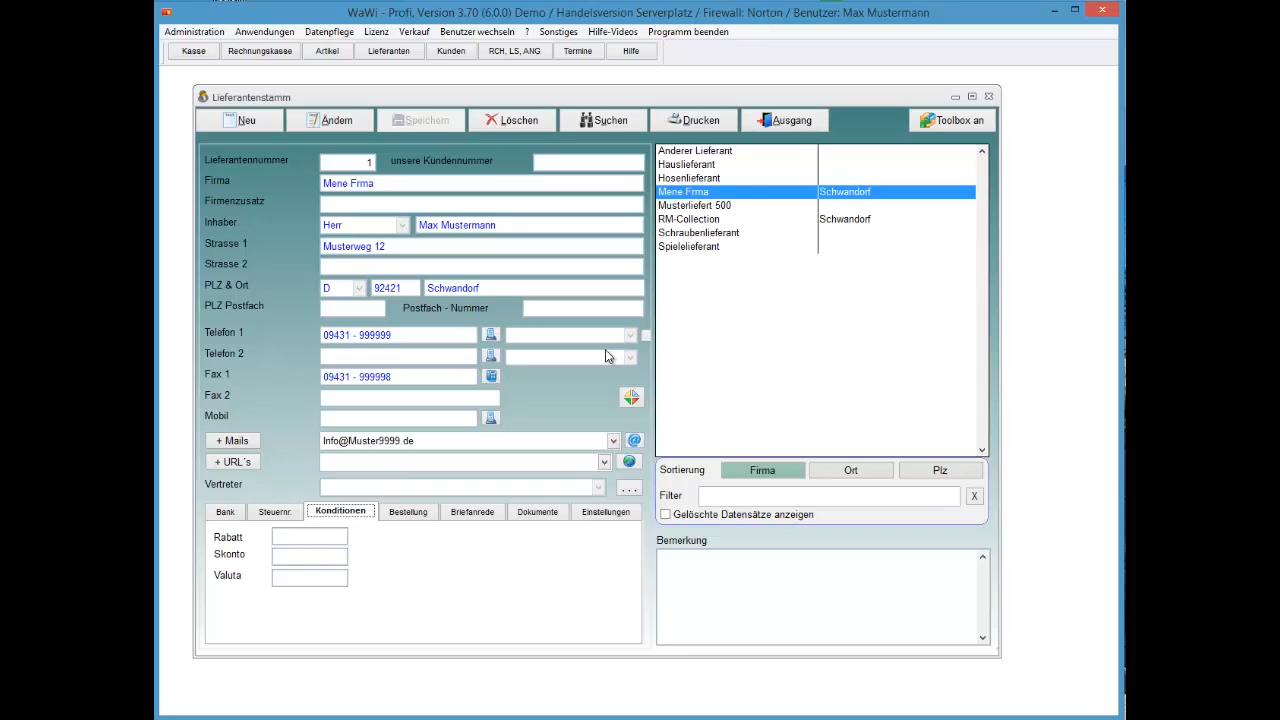 WaWi - Profi, Version 3.70 (6.0.0) Demo / Handelsversion Serverplatz / Firewall: Norton / Benutzer: Max Mustermann
Administration Anwendungen Datenpflege Lizenz Verkauf Benutzer wechseln ? Sonstiges Hilfe-Videos Programm beenden
Kasse Rechnungskasse Artikel Lieferanten Kunden RCH, LS, ANG Termine Hilfe
Lieferantenstamm
Neu Ändern Speichern Löschen Suchen Drucken Ausgang Toolbox an
Lieferantennummer 1 unsere Kundennummer
Firma Mene Frma
Firmenzusatz
Inhaber Herr Max Mustermann
Strasse 1 Musterweg 12
Strasse 2
PLZ & Ort D 92421 Schwandorf
PLZ Postfach Postfach - Nummer
Telefon 1 09431 - 999999
Telefon 2
Fax 1 09431 - 999998
Fax 2
Mobil
+ Mails Info@Muster9999.de
+ URL´s
Vertreter ...
Bank Steuernr. Konditionen Bestellung Briefanrede Dokumente Einstellungen
Rabatt
Skonto
Valuta
Anderer Lieferant
Hauslieferant
Hosenlieferant
Mene Frma Schwandorf
Musterliefert 500
RM-Collection Schwandorf
Schraubenlieferant
Spielelieferant
Sortierung Firma Ort Plz
Filter X
Gelöschte Datensätze anzeigen
Bemerkung